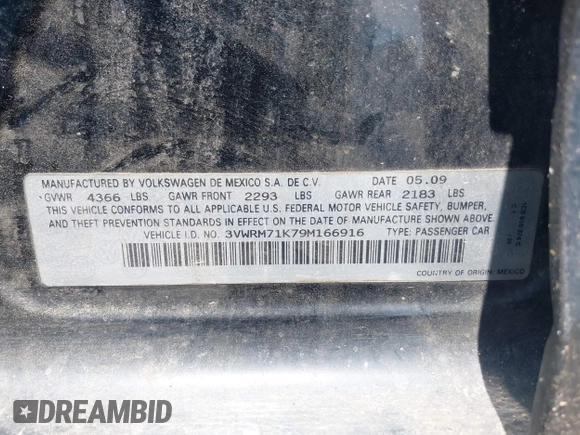 MANUFACTURED BY VOLKSWAGEN DE MEXICO S.A. DE C.V. DATE 05.09
GVWR 4366 LBS GAWR FRONT 2293 LBS GAWR REAR 2183 LBS
THIS VEHICLE CONFORMS TO ALL APPLICABLE U.S. FEDERAL MOTOR VEHICLE SAFETY, BUMPER,
AND THEFT PREVENTION STANDARDS IN EFFECT ON THE DATE OF MANUFACTURE SHOWN ABOVE.
VEHICLE I.D. NO. 3VWRM71K79M166916 TYPE: PASSENGER CAR
COUNTRY OF ORIGIN: MEXICO
DREAMBID